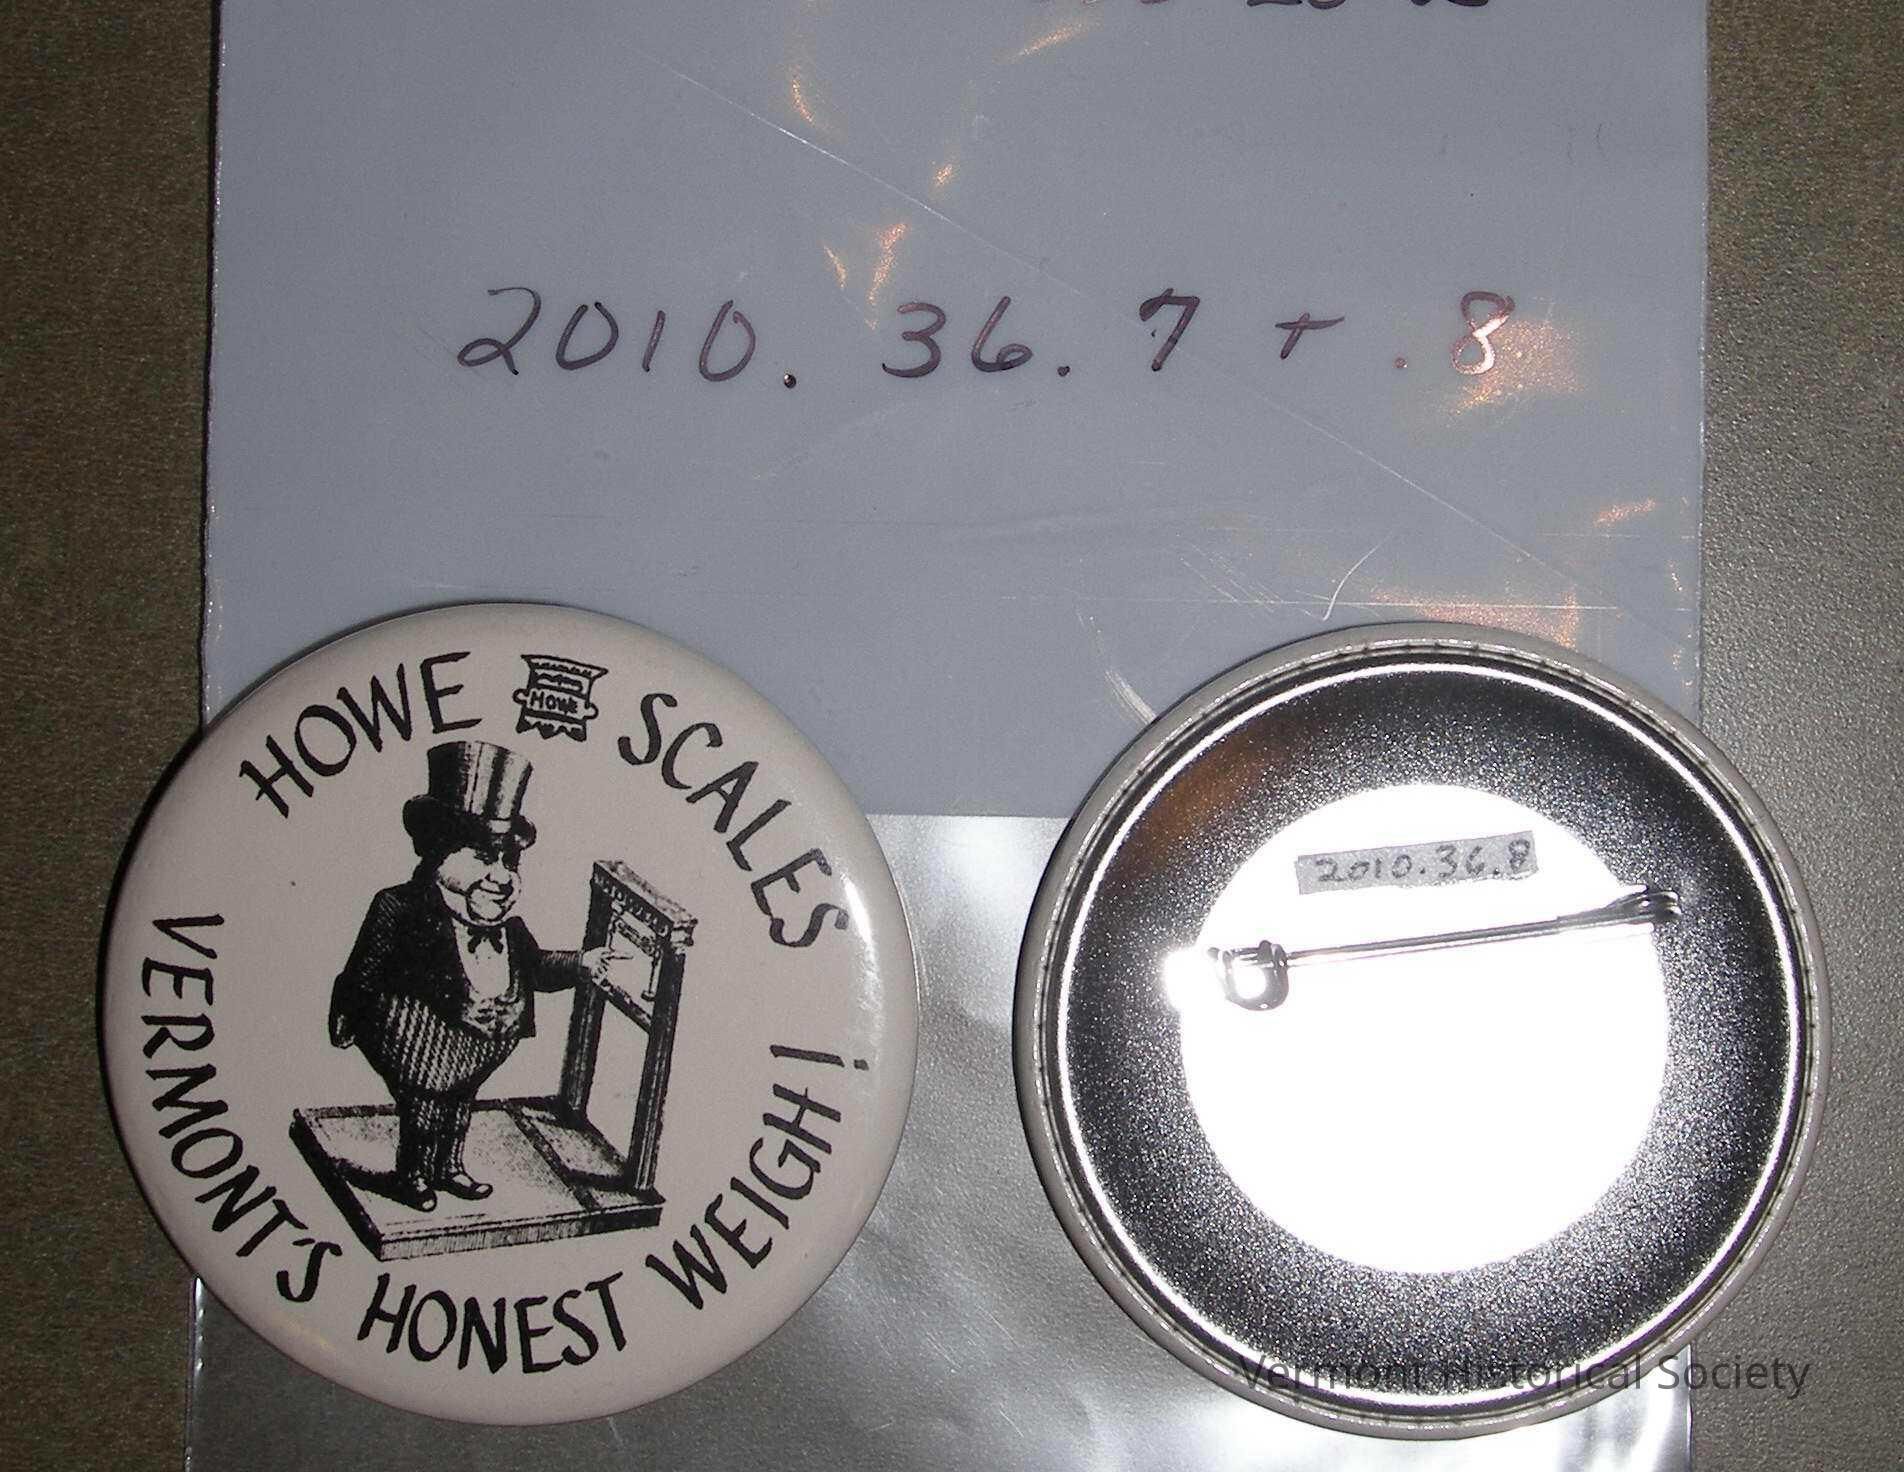 2010. 36. 7 + .8
HOWE HOWE SCALES
VERMONT'S HONEST WEIGH!
2010.36.8
Vermont Historical Society